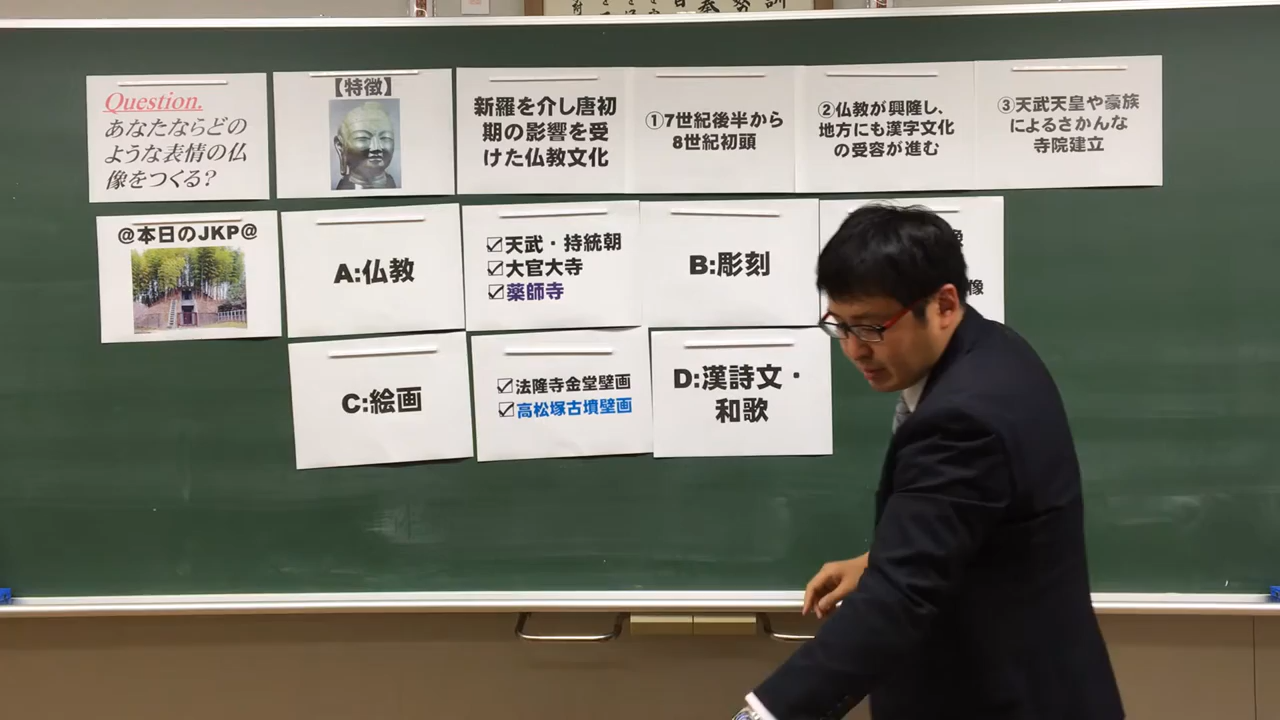 Question.
あなたならどの
ような表情の仏
像をつくる?
【特徴】
新羅を介し唐初
期の影響を受
けた仏教文化
①7世紀後半から
8世紀初頭
②仏教が興隆し、
地方にも漢字文化
の受容が進む
③天武天皇や豪族
によるさかんな
寺院建立
@本日のJKP@
A:仏教
☑天武・持統朝
☑大官大寺
☑薬師寺
B:彫刻
像
C:絵画
☑法隆寺金堂壁画
☑高松塚古墳壁画
D:漢詩文・
和歌